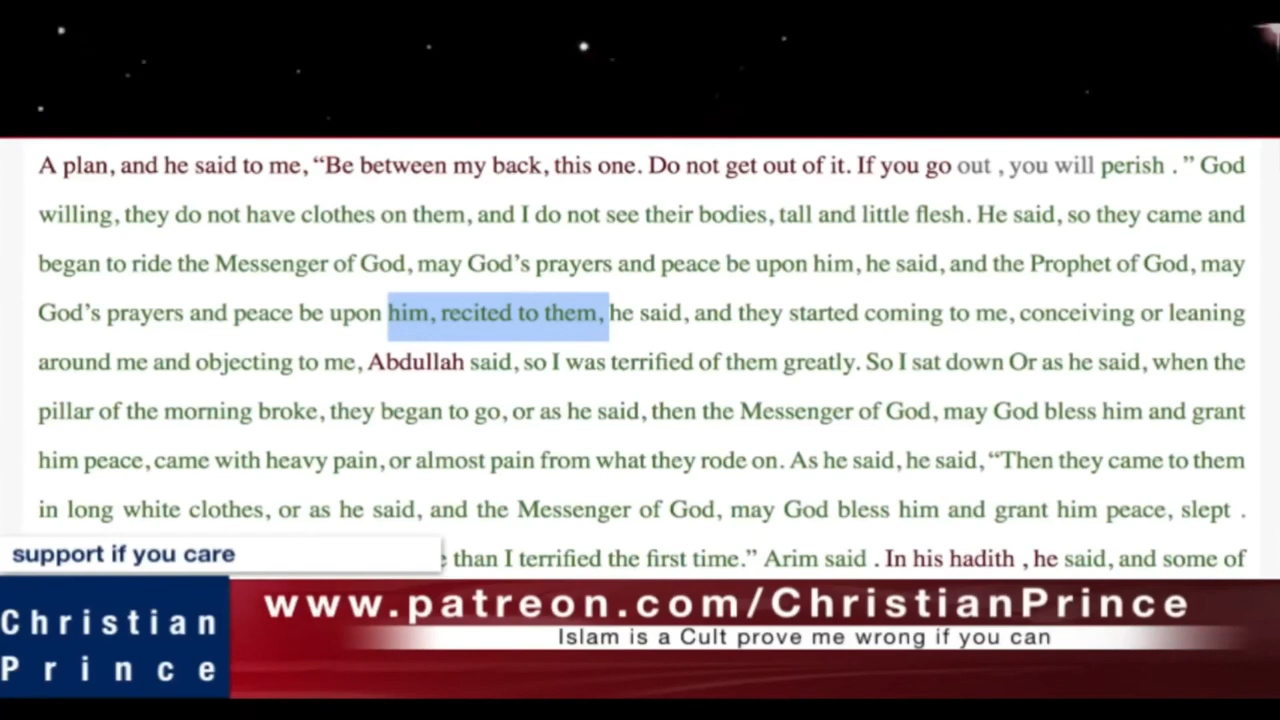 A plan, and he said to me, “Be between my back, this one. Do not get out of it. If you go out , you will perish . ” God
willing, they do not have clothes on them, and I do not see their bodies, tall and little flesh. He said, so they came and
began to ride the Messenger of God, may God’s prayers and peace be upon him, he said, and the Prophet of God, may
God’s prayers and peace be upon him, recited to them, he said, and they started coming to me, conceiving or leaning
around me and objecting to me, Abdullah said, so I was terrified of them greatly. So I sat down Or as he said, when the
pillar of the morning broke, they began to go, or as he said, then the Messenger of God, may God bless him and grant
him peace, came with heavy pain, or almost pain from what they rode on. As he said, he said, “Then they came to them
in long white clothes, or as he said, and the Messenger of God, may God bless him and grant him peace, slept .
than I terrified the first time.” Arim said . In his hadith , he said, and some of
support if you care
Christian
Prince
www.patreon.com/ChristianPrince
Islam is a Cult prove me wrong if you can